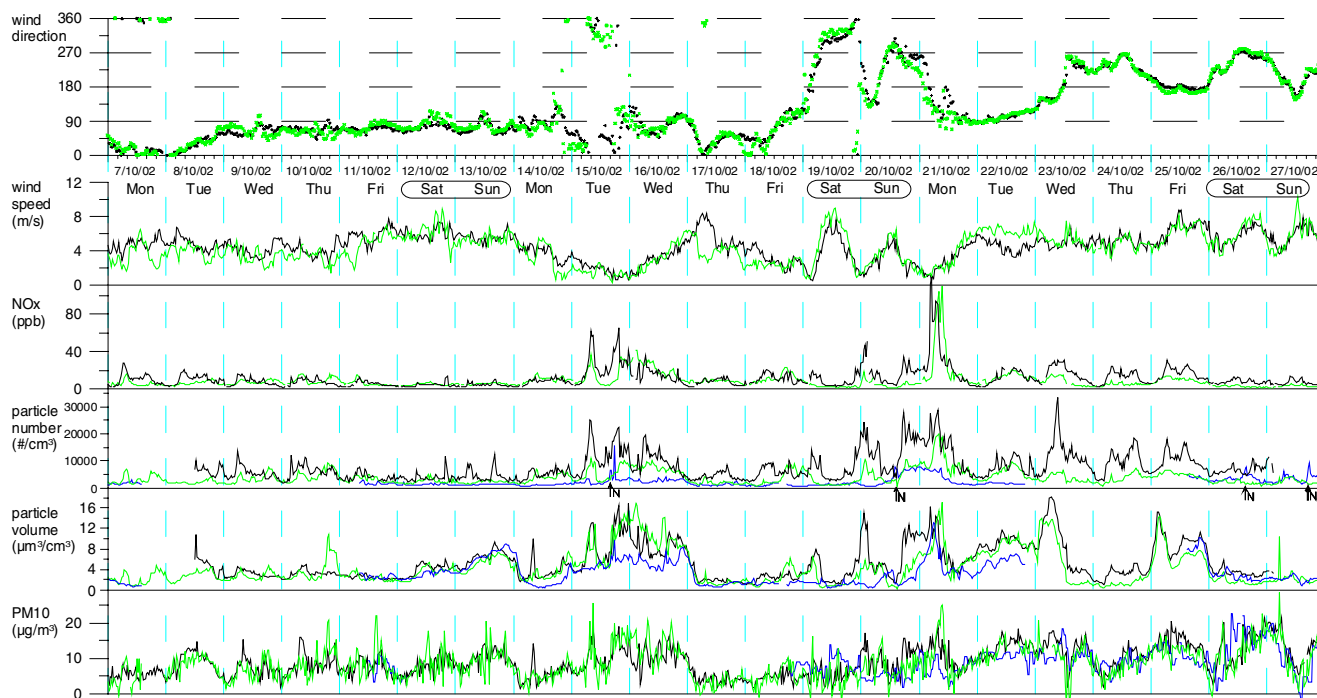 wind
direction
360
270
180
90
0
7/10/02 8/10/02 9/10/02 10/10/02 11/10/02 12/10/02 13/10/02 14/10/02 15/10/02 16/10/02 17/10/02 18/10/02 19/10/02 20/10/02 21/10/02 22/10/02 23/10/02 24/10/02 25/10/02 26/10/02 27/10/02
Mon Tue Wed Thu Fri Sat Sun Mon Tue Wed Thu Fri Sat Sun Mon Tue Wed Thu Fri Sat Sun
wind
speed
(m/s)
12
8
4
0
NOx
(ppb)
80
40
0
particle
number
(#/cm³)
30000
20000
10000
0
N N N N
particle
volume
(µm³/cm³)
16
12
8
4
0
PM10
(µg/m³)
20
10
0